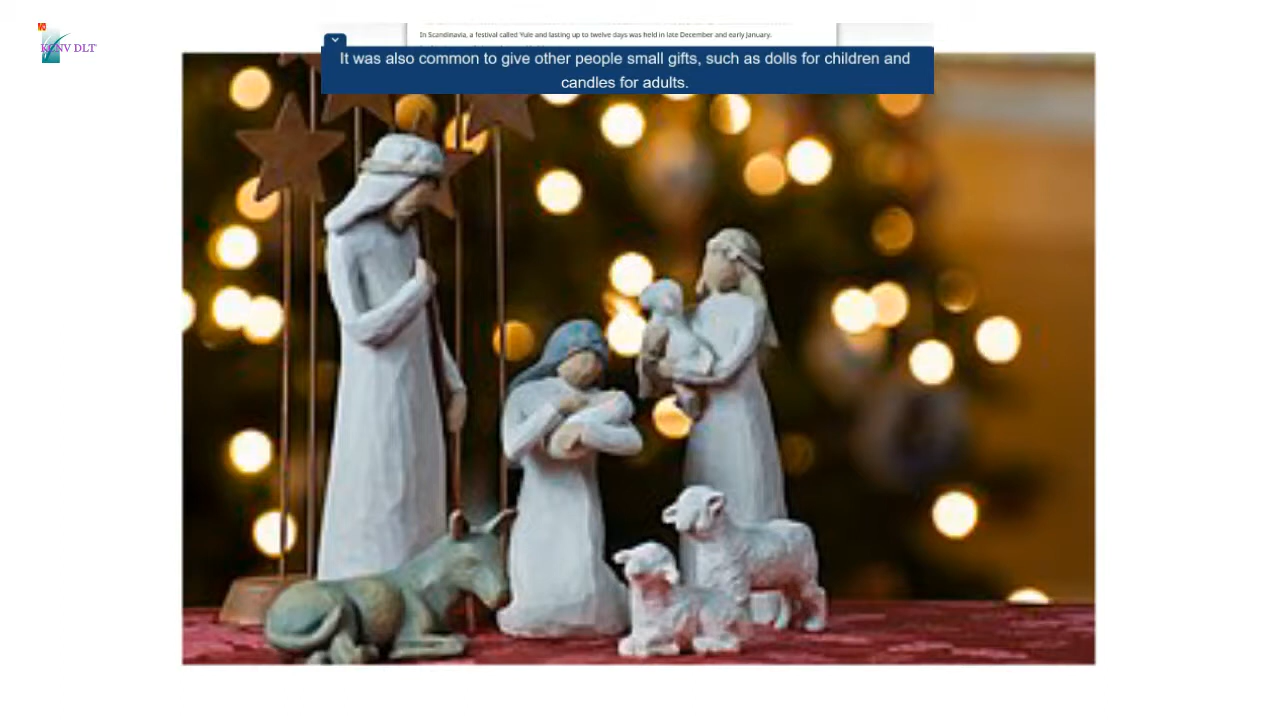 KCNV DLT
In Scandinavia, a festival called Yule and lasting up to twelve days was held in late December and early January.
It was also common to give other people small gifts, such as dolls for children and
candles for adults.